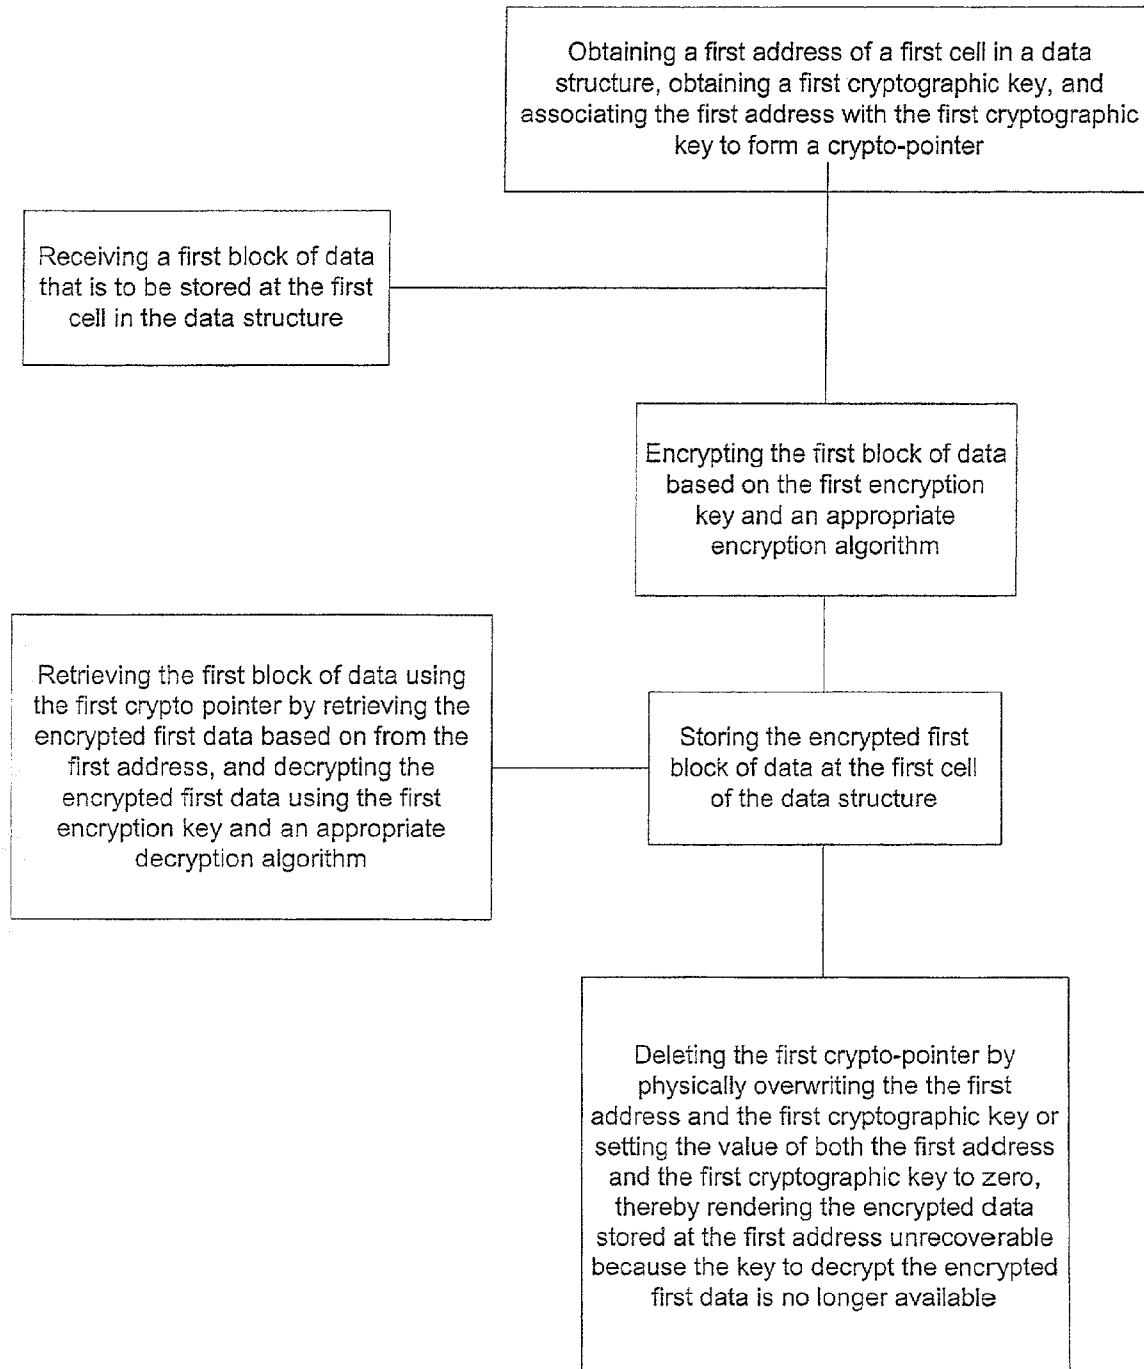 Obtaining a first address of a first cell in a data
structure, obtaining a first cryptographic key, and
associating the first address with the first cryptographic
key to form a crypto-pointer
Receiving a first block of data
that is to be stored at the first
cell in the data structure
Encrypting the first block of data
based on the first encryption
key and an appropriate
encryption algorithm
Retrieving the first block of data using
the first crypto pointer by retrieving the
encrypted first data based on from the
first address, and decrypting the
encrypted first data using the first
encryption key and an appropriate
decryption algorithm
Storing the encrypted first
block of data at the first cell
of the data structure
Deleting the first crypto-pointer by
physically overwriting the the first
address and the first cryptographic key or
setting the value of both the first address
and the first cryptographic key to zero,
thereby rendering the encrypted data
stored at the first address unrecoverable
because the key to decrypt the encrypted
first data is no longer available